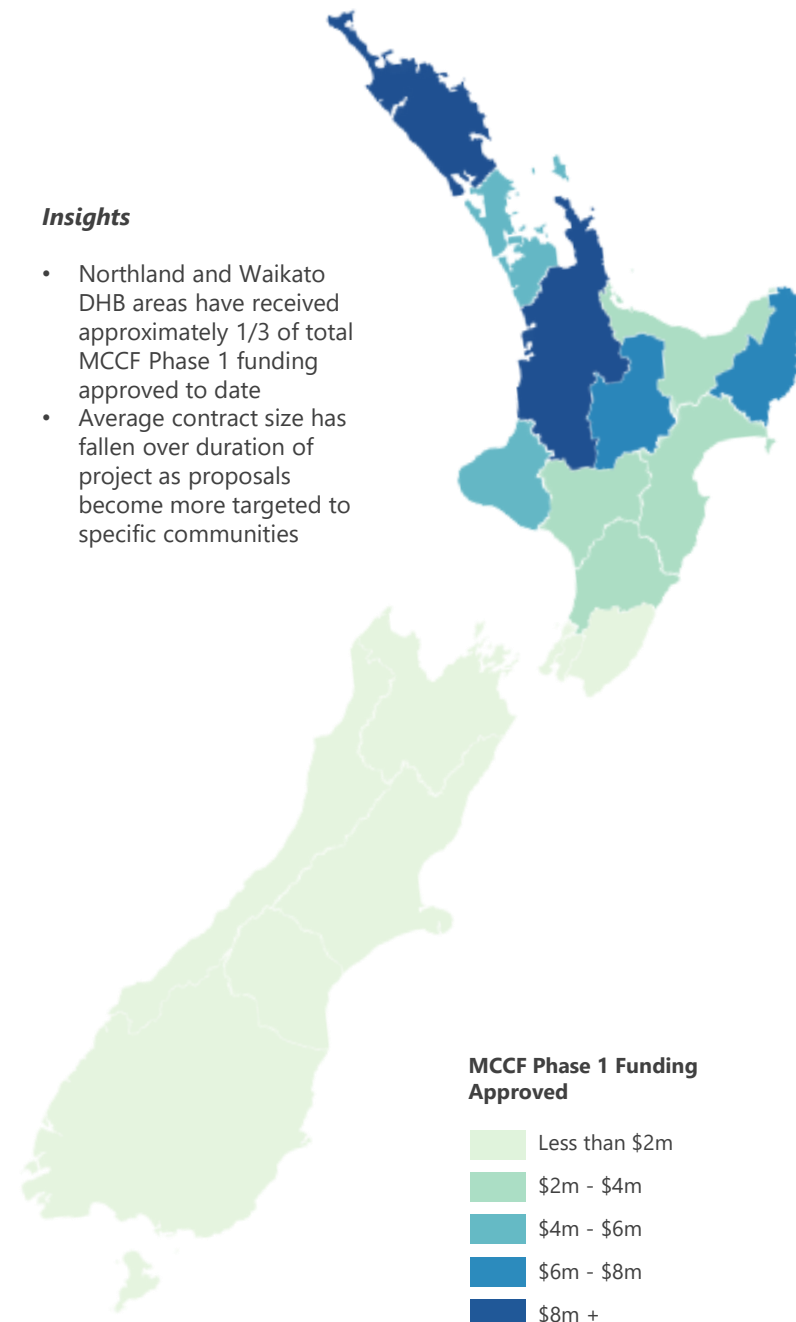 Insights
• Northland and Waikato
DHB areas have received
approximately 1/3 of total
MCCF Phase 1 funding
approved to date
• Average contract size has
fallen over duration of
project as proposals
become more targeted to
specific communities
MCCF Phase 1 Funding
Approved
Less than $2m
$2m - $4m
$4m - $6m
$6m - $8m
$8m +